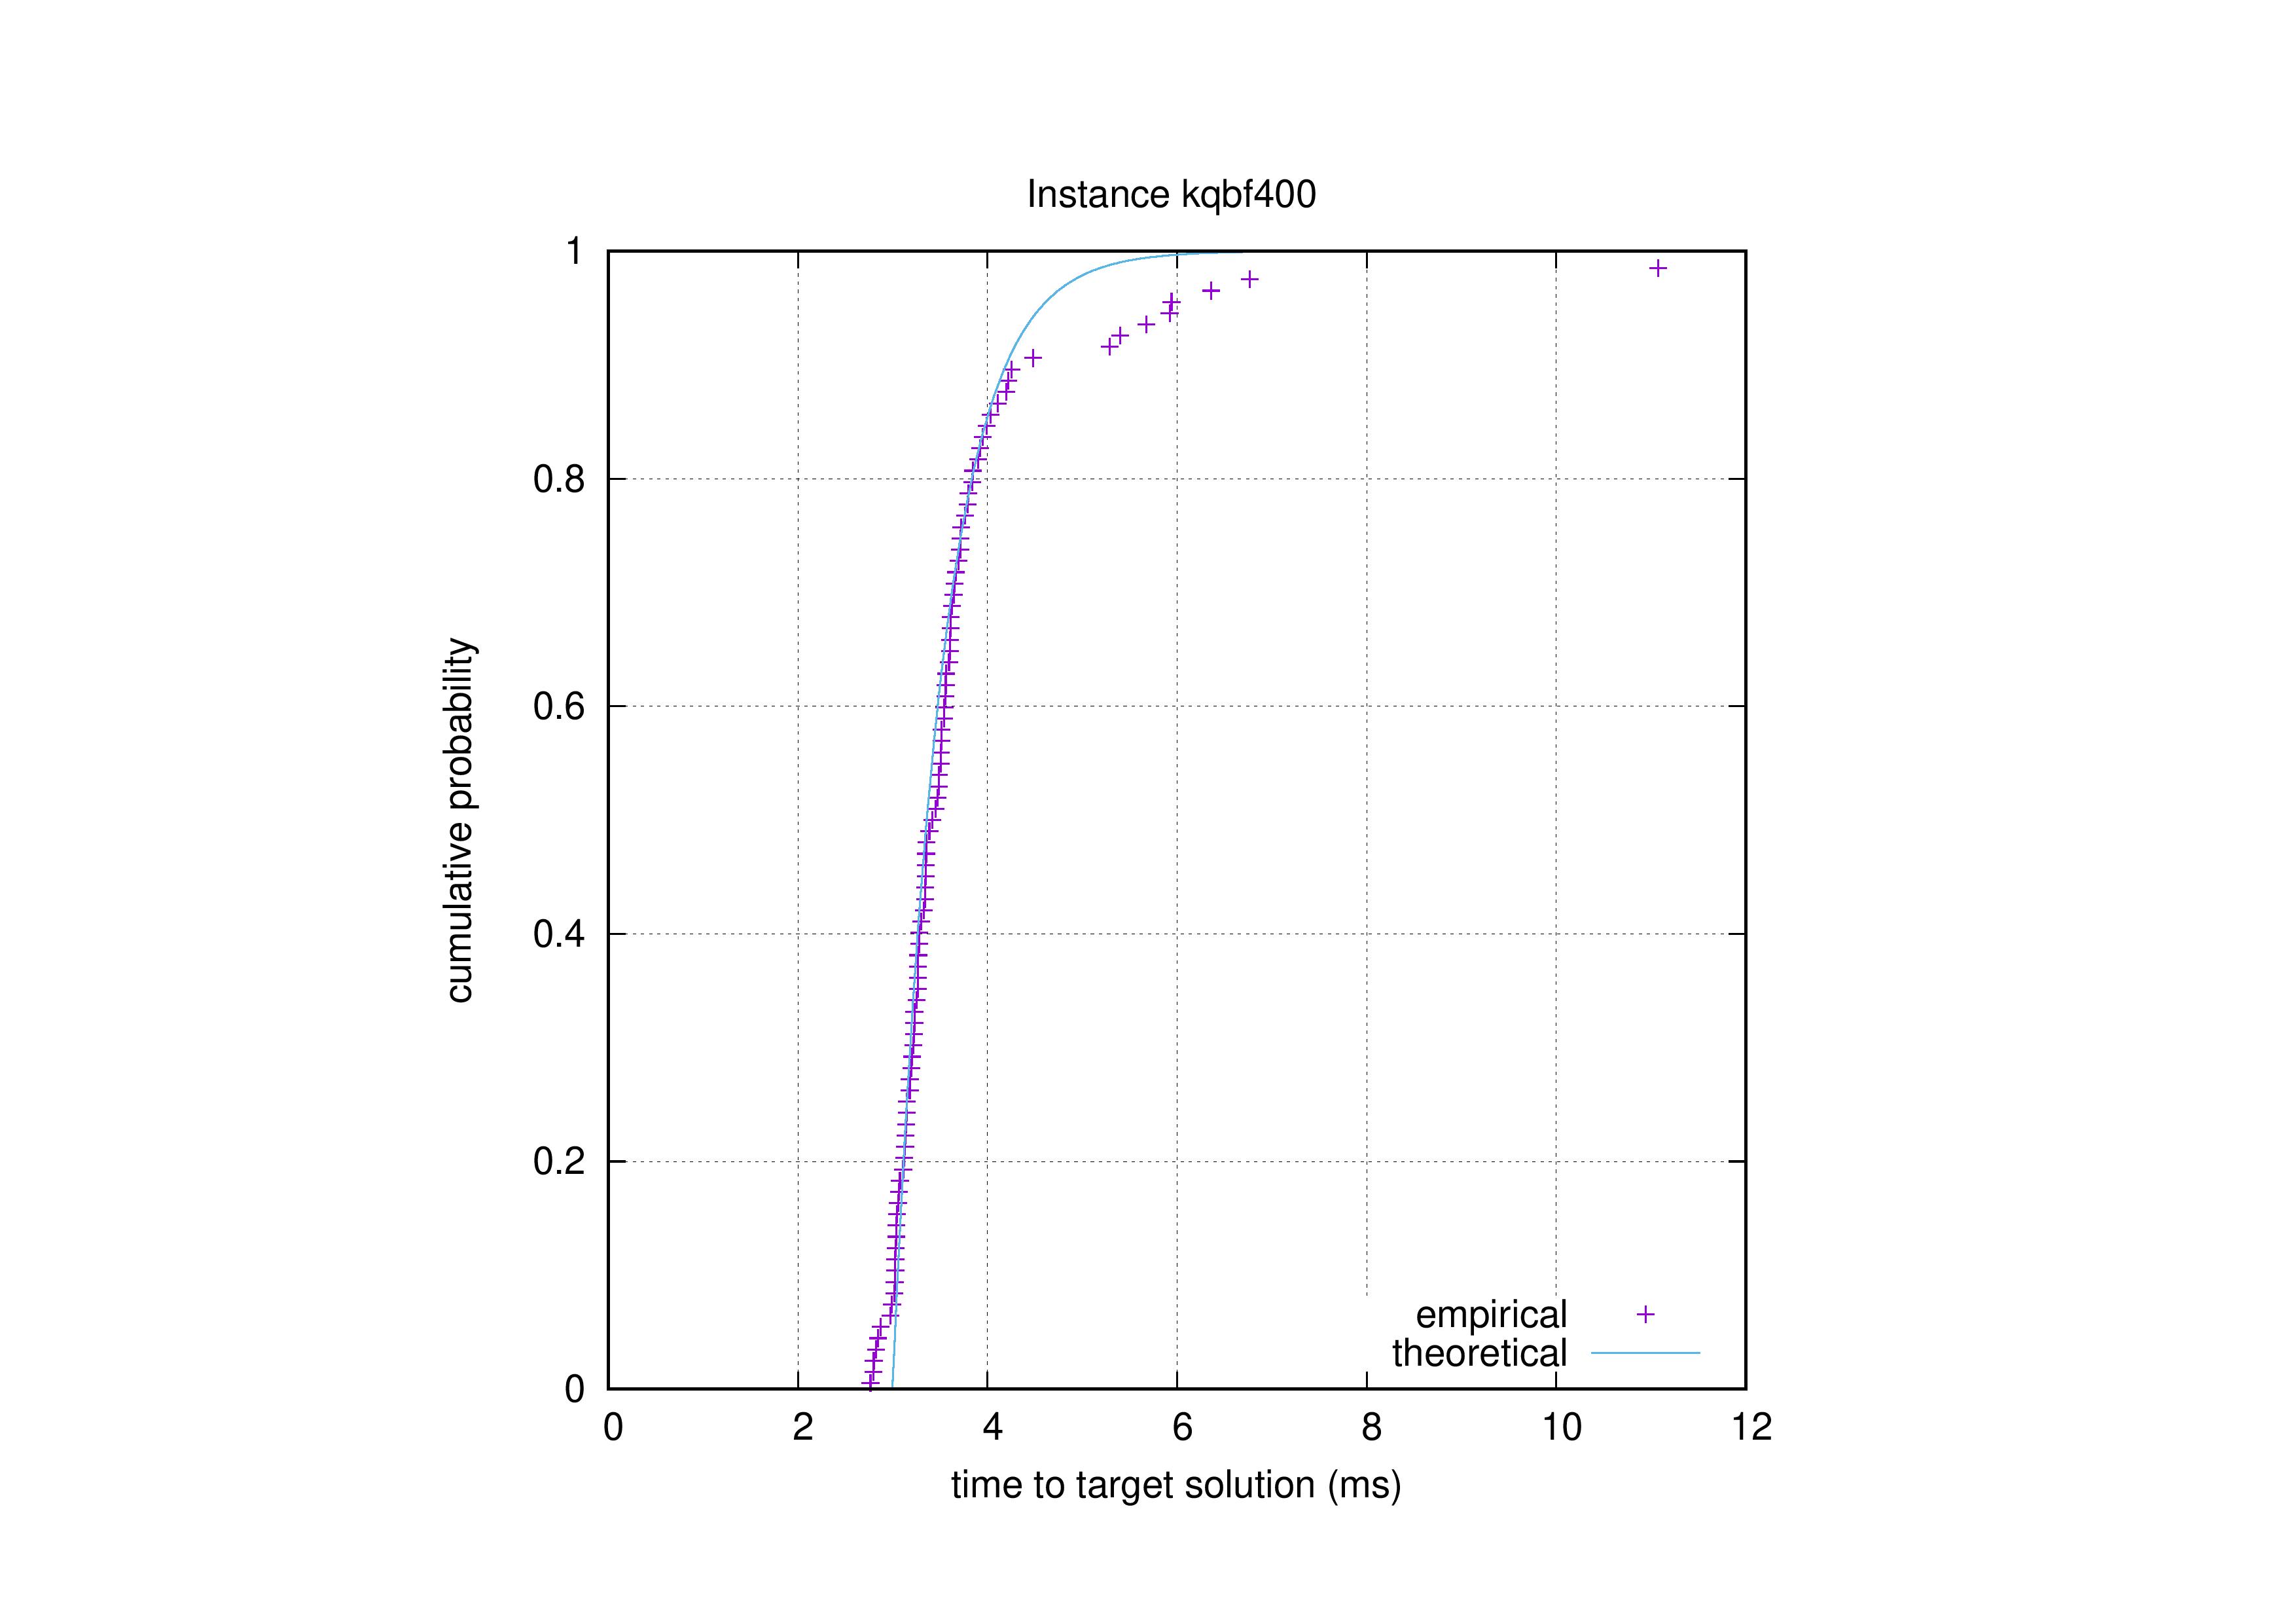 Instance kqbf400
1
0.8
0.6
0.4
0.2
0
cumulative probability
empirical
theoretical
0 2 4 6 8 10 12
time to target solution (ms)